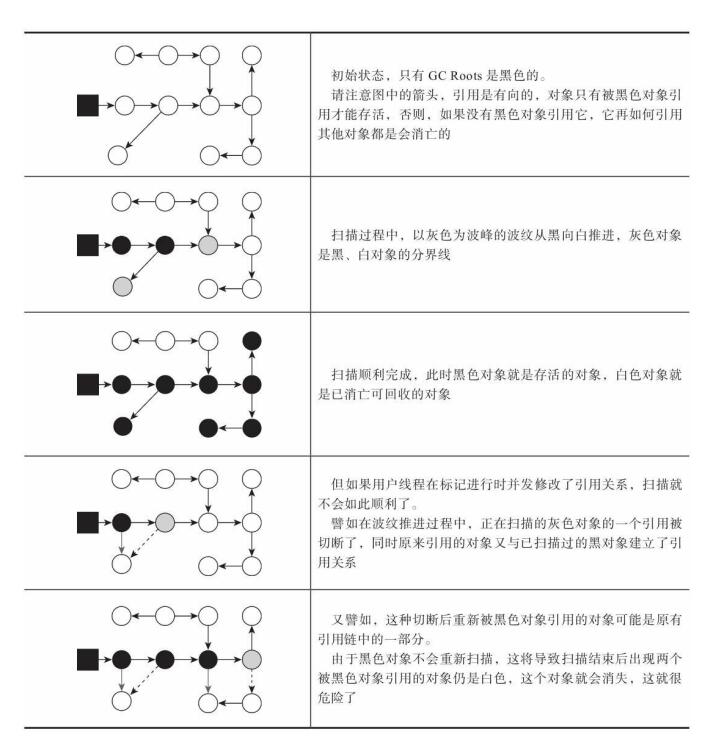 初始状态，只有 GC Roots 是黑色的。
请注意图中的箭头，引用是有向的，对象只有被黑色对象引
用才能存活，否则，如果没有黑色对象引用它，它再如何引用
其他对象都是会消亡的
扫描过程中，以灰色为波峰的波纹从黑向白推进，灰色对象
是黑、白对象的分界线
扫描顺利完成，此时黑色对象就是存活的对象，白色对象就
是已消亡可回收的对象
但如果用户线程在标记进行时并发修改了引用关系，扫描就
不会如此顺利了。
譬如在波纹推进过程中，正在扫描的灰色对象的一个引用被
切断了，同时原来引用的对象又与已扫描过的黑对象建立了引
用关系
又譬如，这种切断后重新被黑色对象引用的对象可能是原有
引用链中的一部分。
由于黑色对象不会重新扫描，这将导致扫描结束后出现两个
被黑色对象引用的对象仍是白色，这个对象就会消失，这就很
危险了